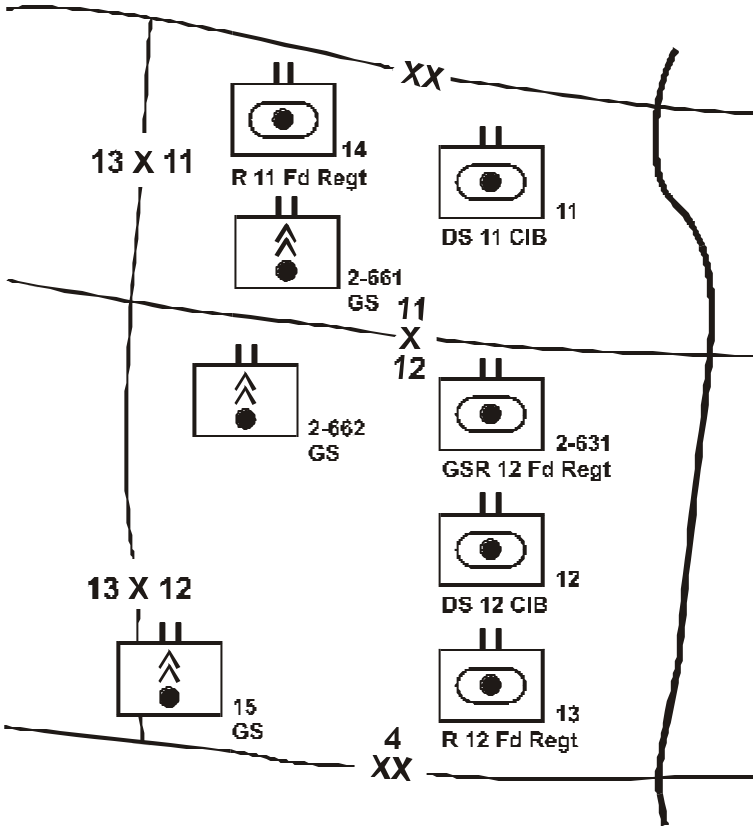 XX
14
R 11 Fd Regt
13 X 11
11
DS 11 CIB
2-661
GS
11
X
12
2-662
GS
2-631
GSR 12 Fd Regt
12
DS 12 CIB
13 X 12
15
GS
13
R 12 Fd Regt
4
XX